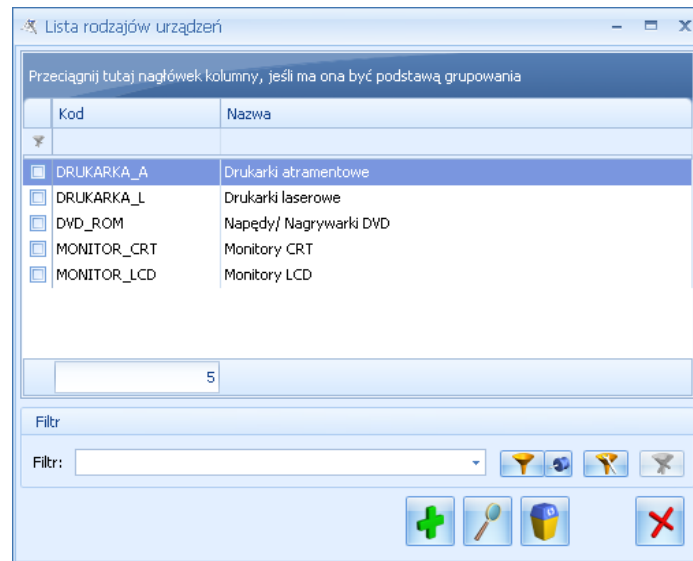 Lista rodzajów urządzeń
Przeciągnij tutaj nagłówek kolumny, jeśli ma ona być podstawą grupowania
Kod Nazwa
DRUKARKA_A Drukarki atramentowe
DRUKARKA_L Drukarki laserowe
DVD_ROM Napędy/ Nagrywarki DVD
MONITOR_CRT Monitory CRT
MONITOR_LCD Monitory LCD
5
Filtr
Filtr: